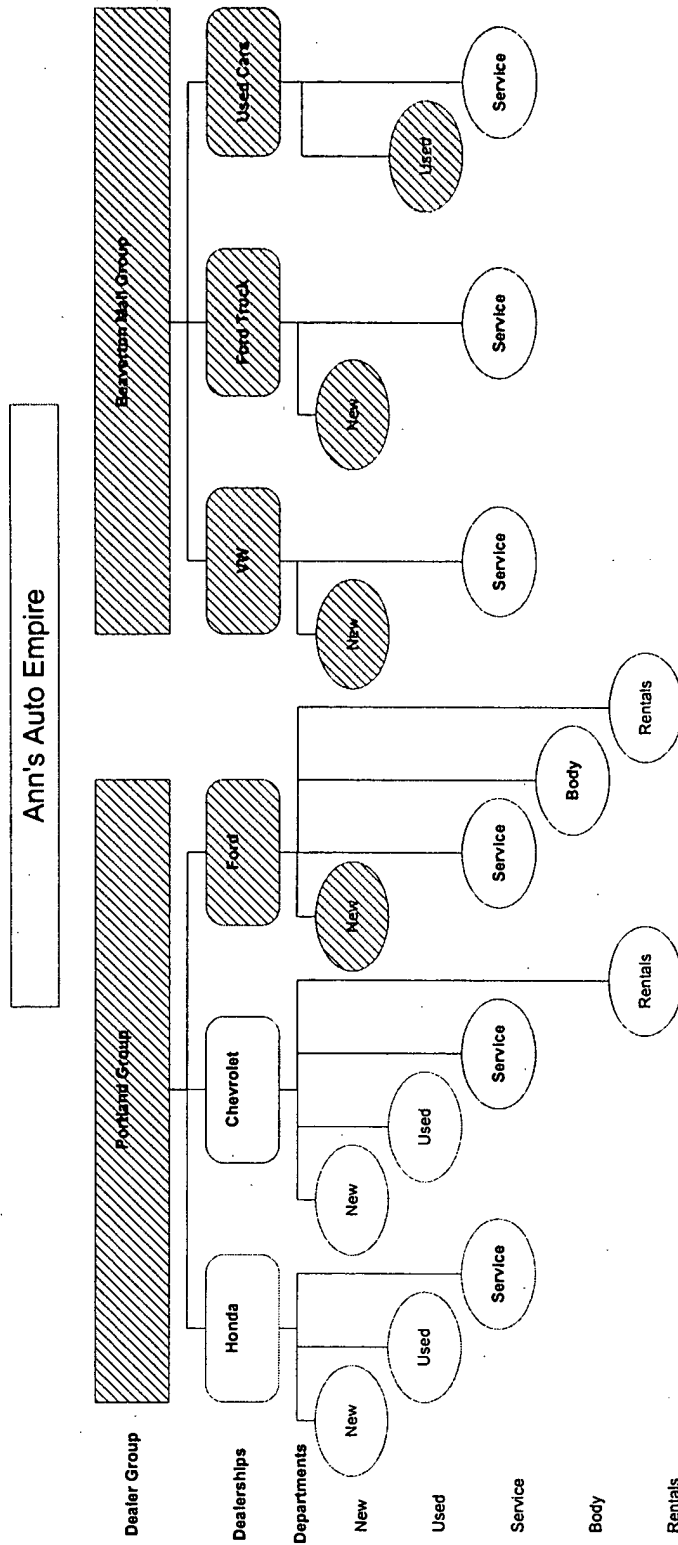 Ann's Auto Empire
Dealer Group
Portland Group
Beaverton Mall Group
Dealerships
Honda
Chevrolet
Ford
VW
Ford Truck
Used Cars
Departments
New
New
New
New
New
New
Used
Used
Used
Used
Service
Service
Service
Service
Service
Service
Service
Body
Body
Rentals
Rentals
Rentals